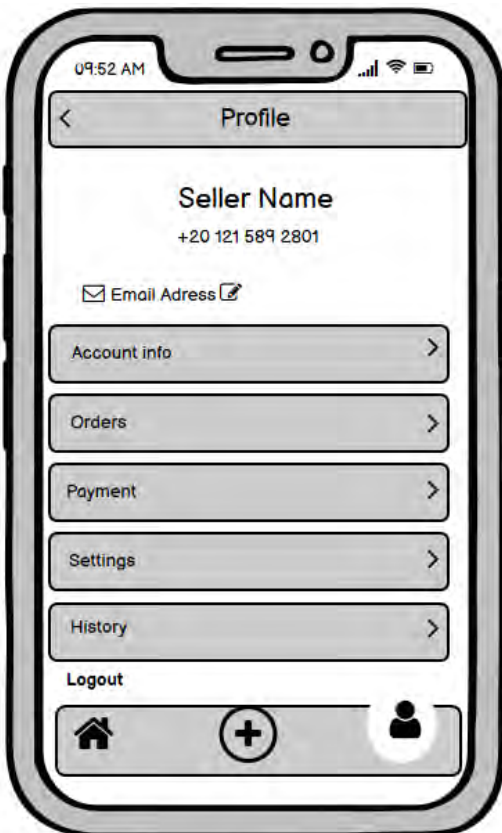 09:52 AM
Profile
Seller Name
+20 121 589 2801
Email Adress
Account info
Orders
Payment
Settings
History
Logout